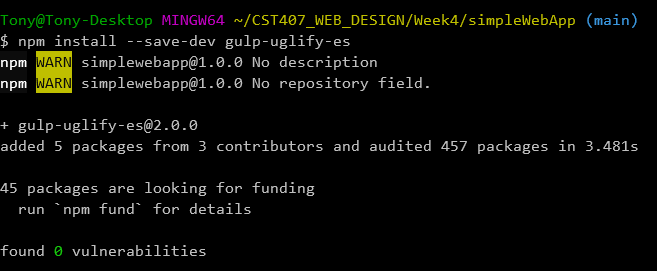 Tony@Tony-Desktop MINGW64 ~/CST407_WEB_DESIGN/Week4/simpleWebApp (main)
$ npm install --save-dev gulp-uglify-es
npm WARN simplewebapp@1.0.0 No description
npm WARN simplewebapp@1.0.0 No repository field.
+ gulp-uglify-es@2.0.0
added 5 packages from 3 contributors and audited 457 packages in 3.481s
45 packages are looking for funding
  run `npm fund` for details
found 0 vulnerabilities